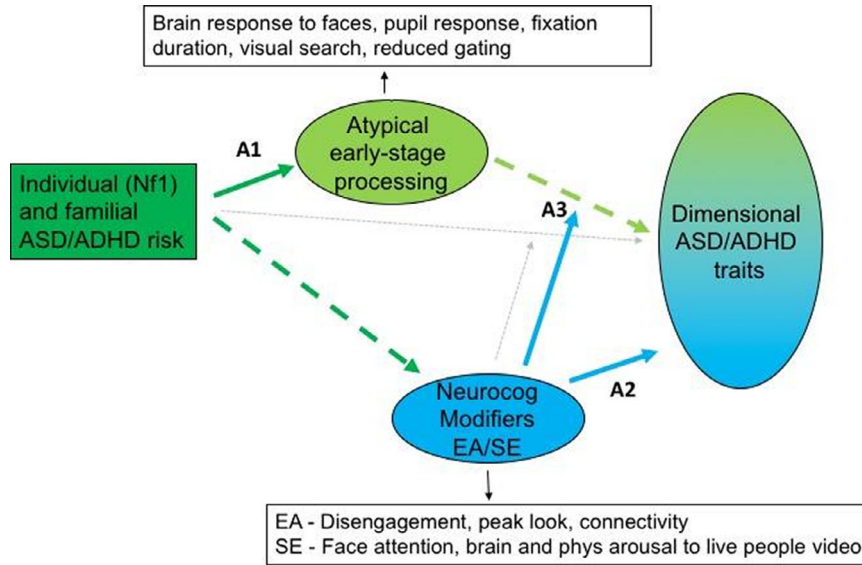 Brain response to faces, pupil response, fixation
duration, visual search, reduced gating
A1
Atypical
early-stage
processing
Individual (Nf1)
and familial
ASD/ADHD risk
A3
Dimensional
ASD/ADHD
traits
Neurocog
Modifiers
EA/SE
A2
EA - Disengagement, peak look, connectivity
SE - Face attention, brain and phys arousal to live people video